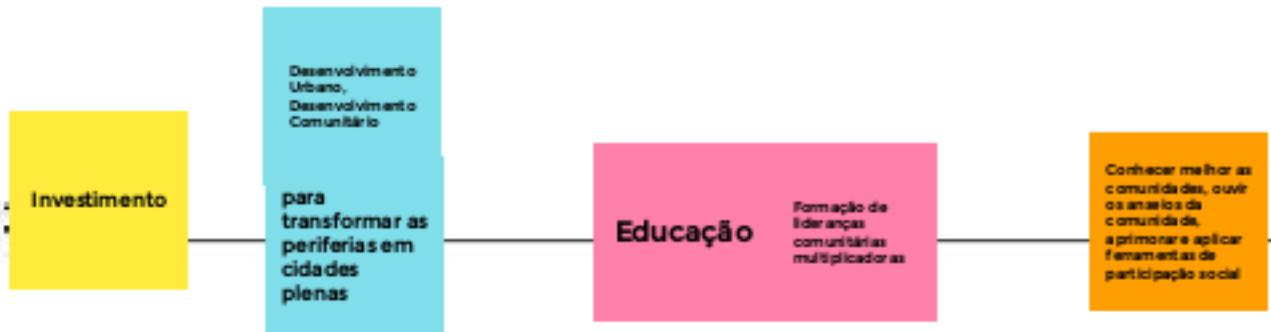 Investimento
Desenvolvimento
Urbano,
Desenvolvimento
Comunitário
para
transformar as
periferias em
cidades
plenas
Educação
Formação de
lideranças
comunitárias
multiplicadoras
Conhecer melhor as
comunidades, ouvir
os anseios da
comunidade,
aprimorar e aplicar
ferramentas de
participação social